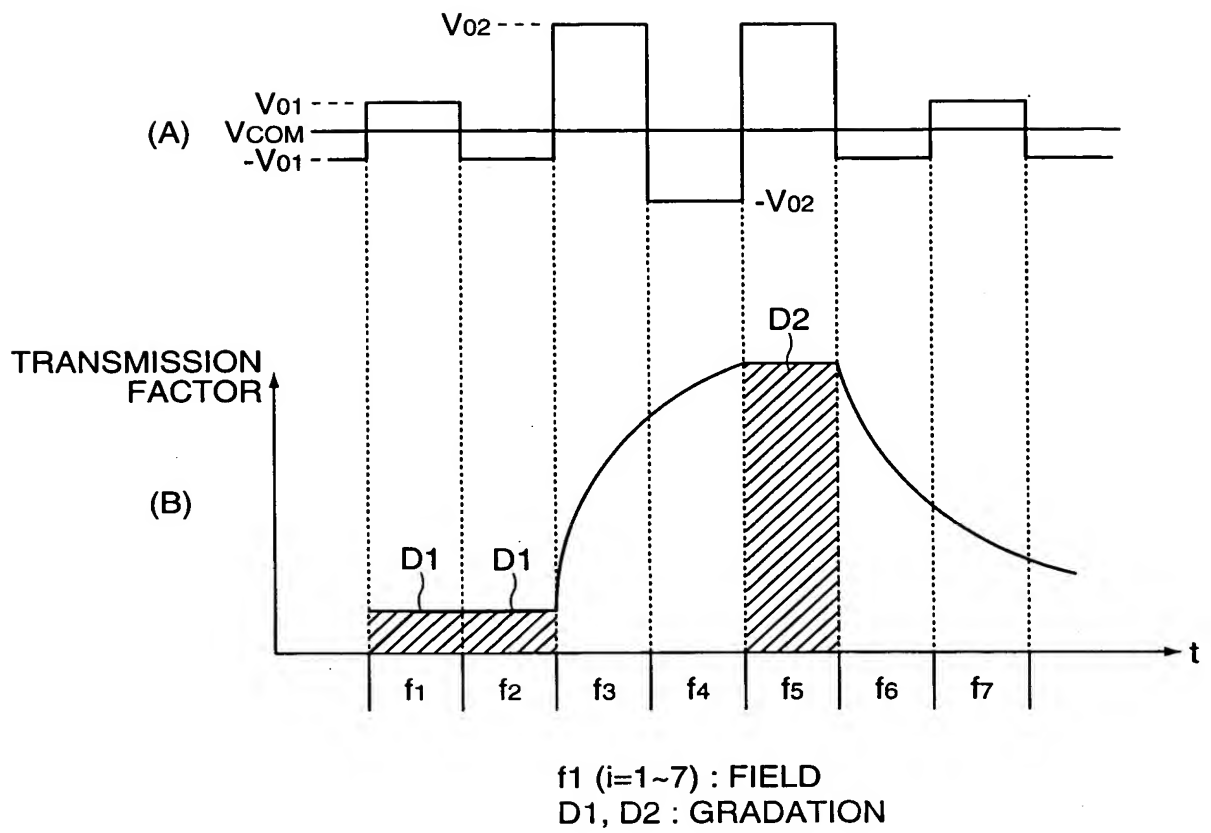 V02
V01
(A)
VCOM
-V01
-V02
D2
TRANSMISSION
FACTOR
(B)
D1
D1
t
f1
f2
f3
f4
f5
f6
f7
f1 (i=1~7) : FIELD
D1, D2 : GRADATION